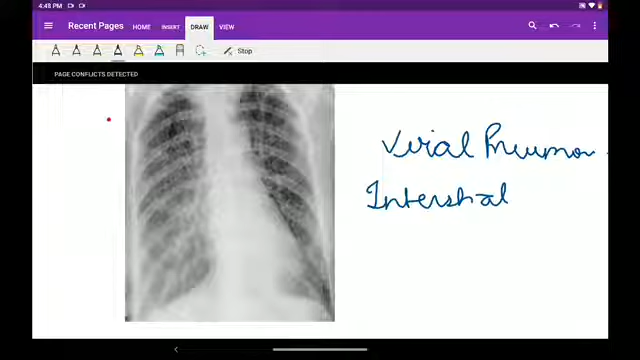 4:48 PM
Recent Pages HOME INSERT DRAW VIEW
Stop
PAGE CONFLICTS DETECTED
Viral Pneumon
Interstial